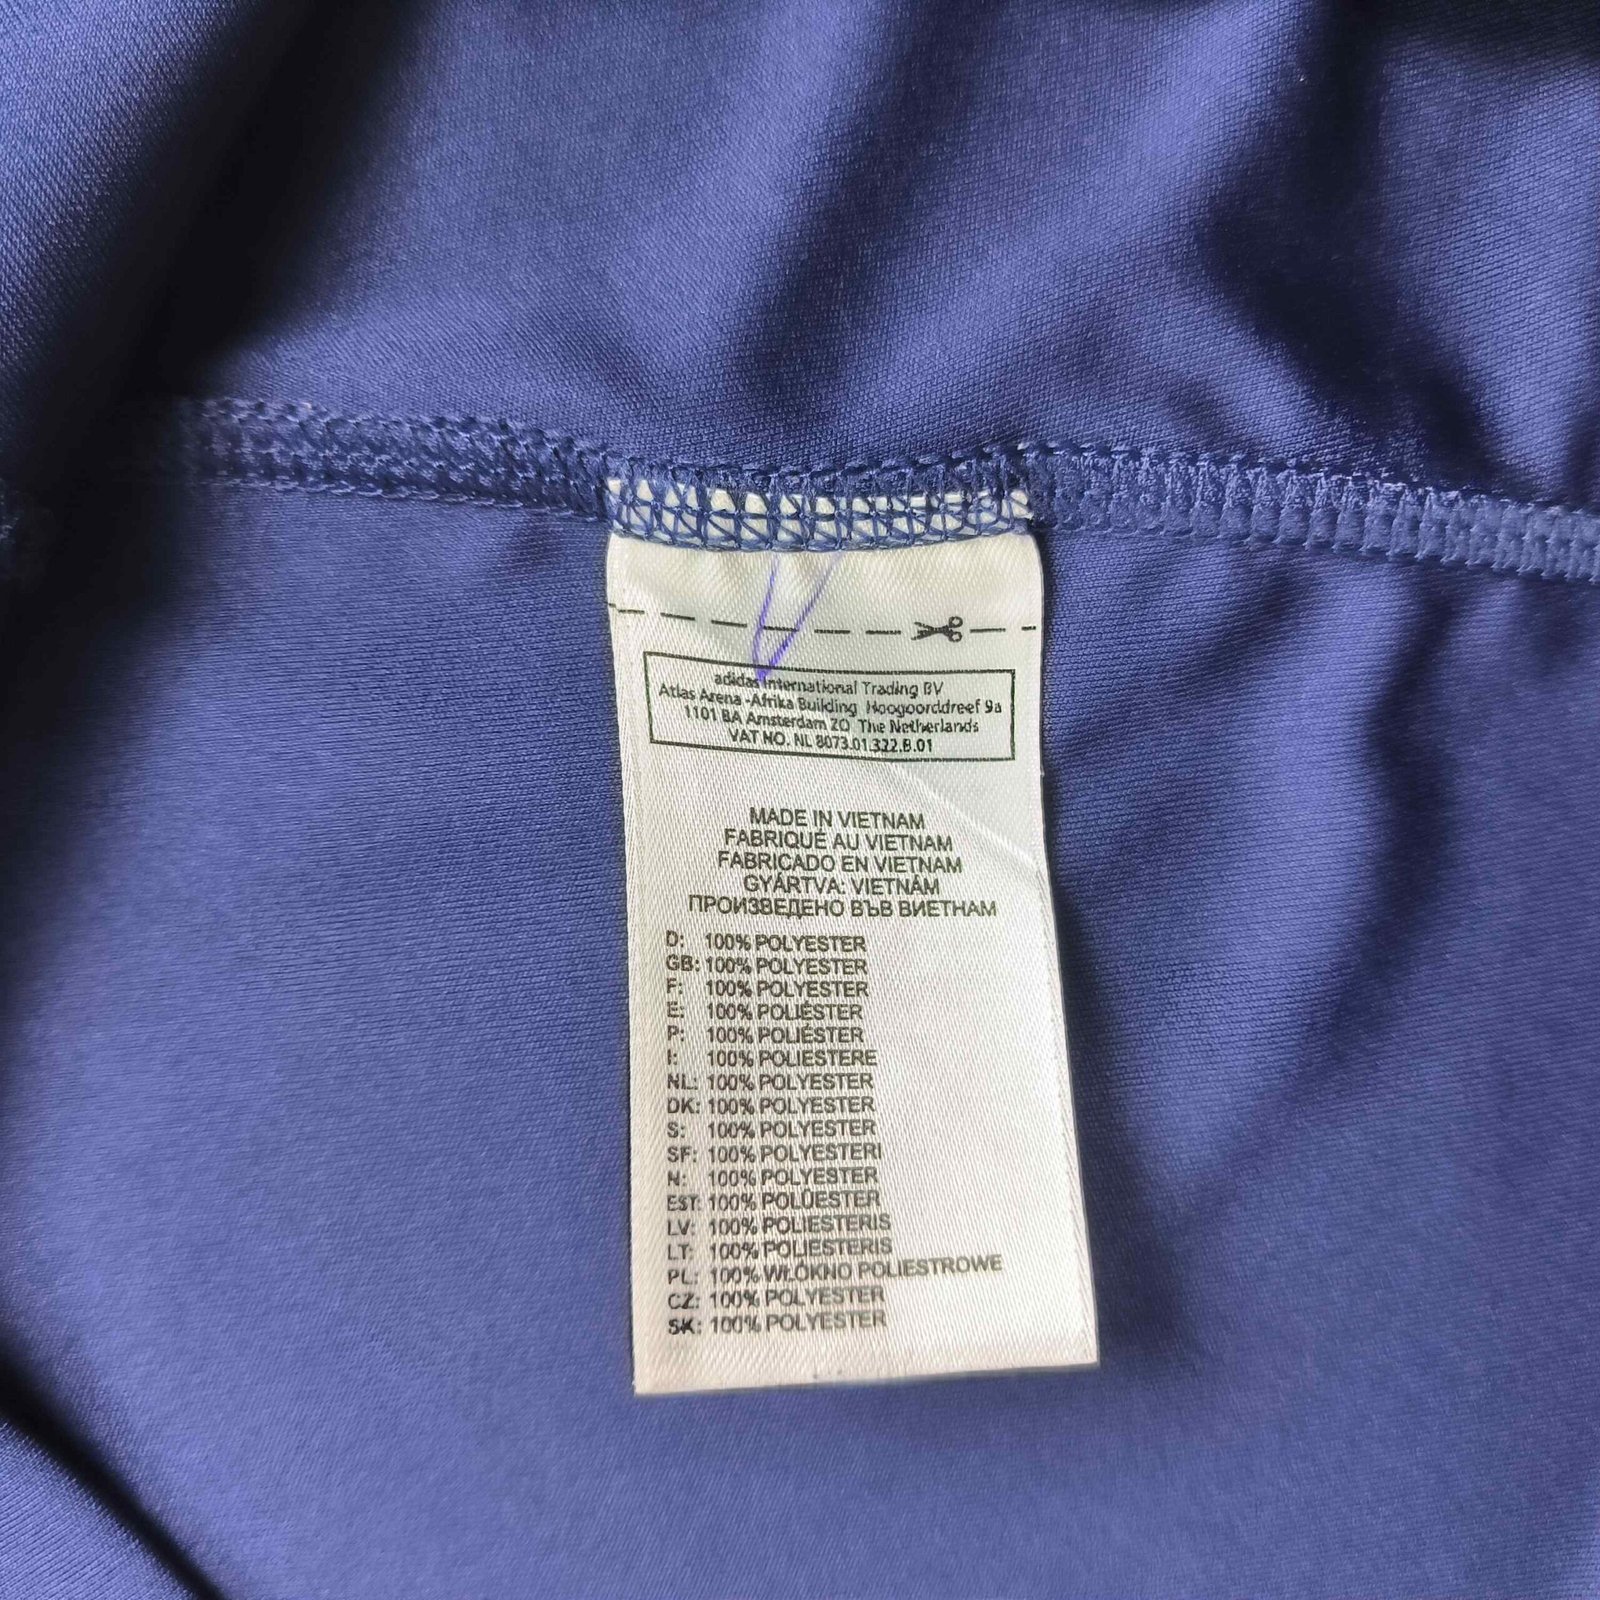 adidas International Trading BV
Atlas Arena -Afrika Building Hoogoorddreef 9a
1101 BA Amsterdam ZO The Netherlands
VAT NO. NL 8073.01.322.B.01
MADE IN VIETNAM
FABRIQUÉ AU VIETNAM
FABRICADO EN VIETNAM
GYÁRTVA: VIETNÁM
ПРОИЗВЕДЕНО ВЪВ ВИЕТНАМ
D: 100% POLYESTER
GB: 100% POLYESTER
F: 100% POLYESTER
E: 100% POLIÉSTER
P: 100% POLIÉSTER
I: 100% POLIESTERE
NL: 100% POLYESTER
DK: 100% POLYESTER
S: 100% POLYESTER
SF: 100% POLYESTERI
N: 100% POLYESTER
EST: 100% POLÜESTER
LV: 100% POLIESTERIS
LT: 100% POLIESTERIS
PL: 100% WŁÓKNO POLIESTROWE
CZ: 100% POLYESTER
SK: 100% POLYESTER